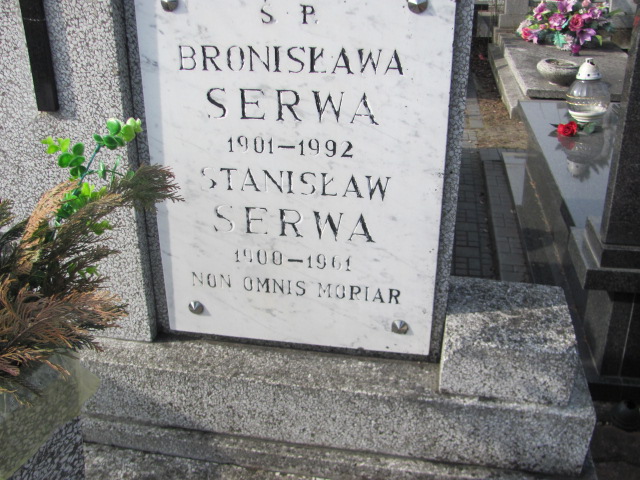 Ś P.
BRONISŁAWA
SERWA
1901-1992
STANISŁAW
SERWA
1900-1961
NON OMNIS MORIAR